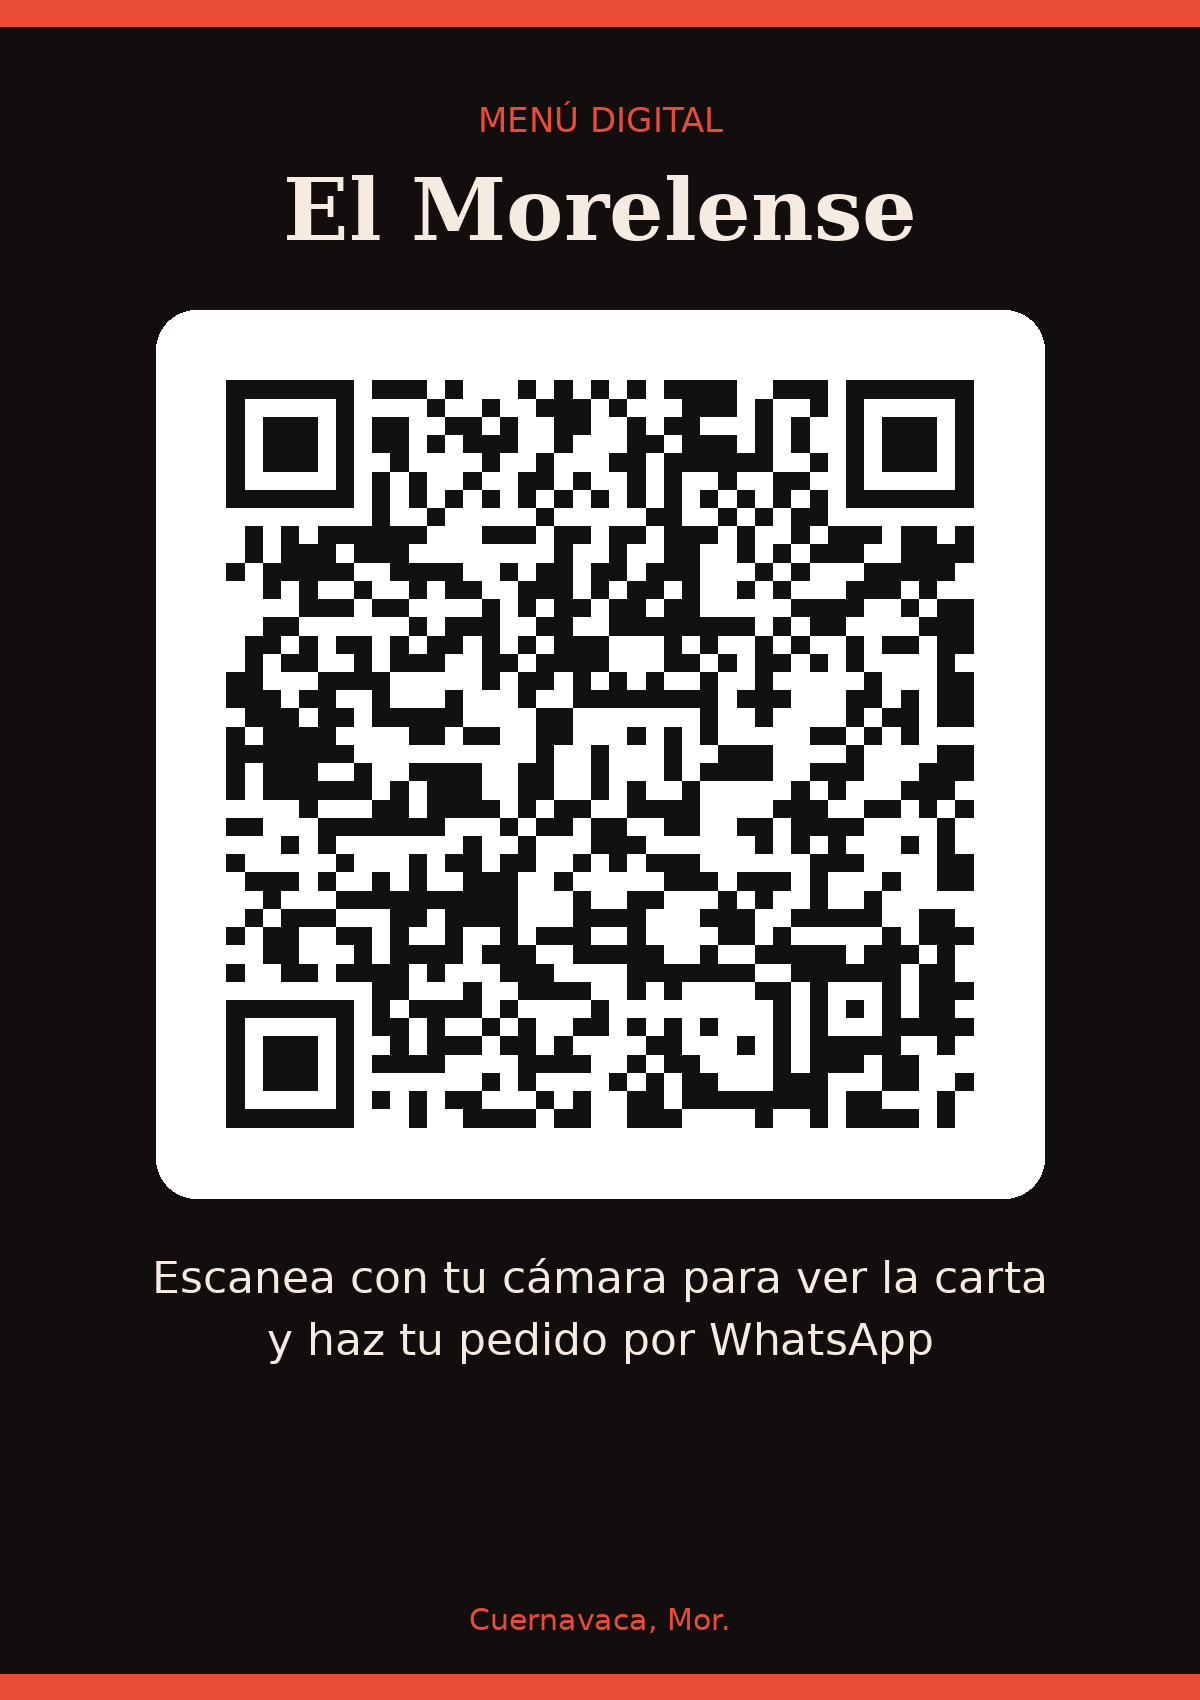 MENÚ DIGITAL
El Morelense
Escanea con tu cámara para ver la carta
y haz tu pedido por WhatsApp
Cuernavaca, Mor.